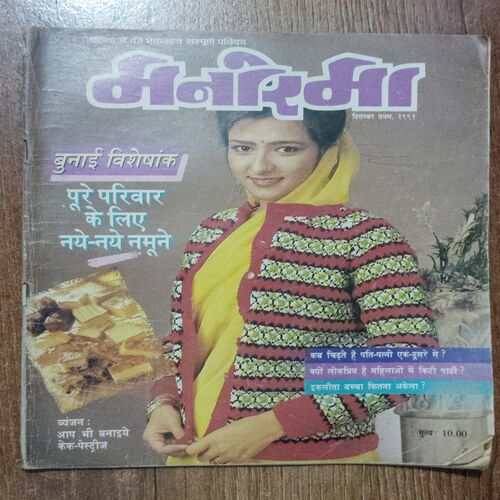 महिलाओं की एकमात्र सम्पूर्ण पत्रिका
मनोरमा
दिसम्बर प्रथम, १९९१
बुनाई विशेषांक
पूरे परिवार
के लिए
नये-नये नमूने
कब चिढ़ते हैं पति-पत्नी एक-दूसरे से ?
क्यों लोकप्रिय है महिलाओं में किटी पार्टी?
इकलौता बच्चा कितना अकेला ?
व्यंजन :
आप भी बनाइये
केक-पेस्ट्रीज
मूल्य: 10.00